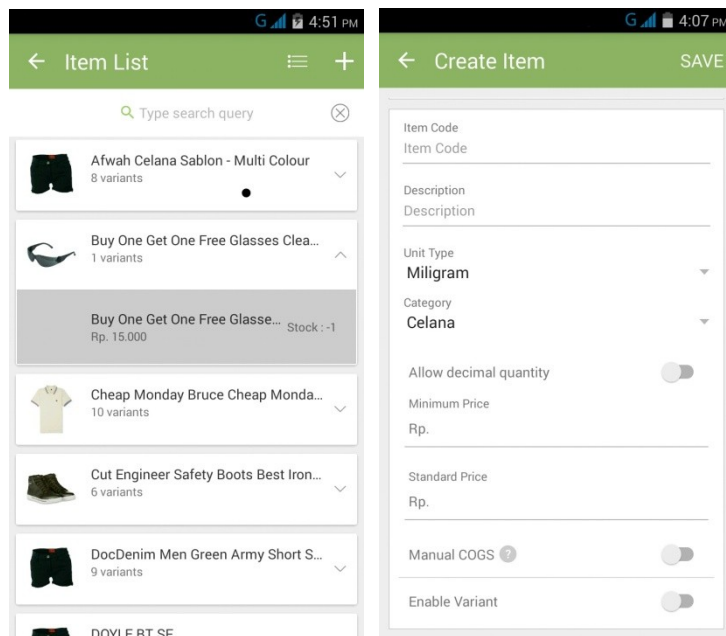 G 4:51 PM
Item List
Type search query
Afwah Celana Sablon - Multi Colour
8 variants
Buy One Get One Free Glasses Clea...
1 variants
Buy One Get One Free Glasse...
Stock : -1
Rp. 15.000
Cheap Monday Bruce Cheap Monda...
10 variants
Cut Engineer Safety Boots Best Iron...
6 variants
DocDenim Men Green Army Short S...
9 variants
G 4:07 PM
Create Item
SAVE
Item Code
Item Code
Description
Description
Unit Type
Miligram
Category
Celana
Allow decimal quantity
Minimum Price
Rp.
Standard Price
Rp.
Manual COGS ?
Enable Variant